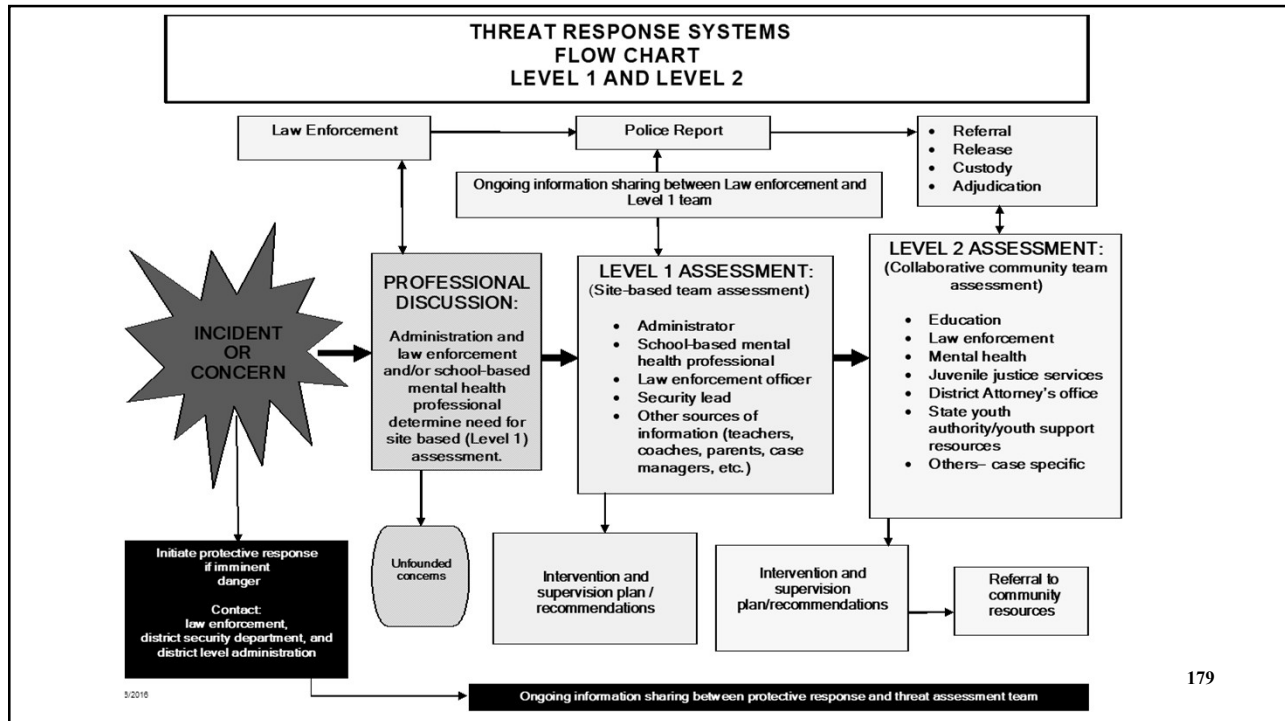 THREAT RESPONSE SYSTEMS
FLOW CHART
LEVEL 1 AND LEVEL 2
Law Enforcement
Police Report
• Referral
• Release
• Custody
• Adjudication
Ongoing information sharing between Law enforcement and
Level 1 team
INCIDENT
OR
CONCERN
PROFESSIONAL
DISCUSSION:
Administration and
law enforcement
and/or school-based
mental health
professional
determine need for
site based (Level 1)
assessment.
LEVEL 1 ASSESSMENT:
(Site-based team assessment)
• Administrator
• School-based mental
health professional
• Law enforcement officer
• Security lead
• Other sources of
information (teachers,
coaches, parents, case
managers, etc.)
LEVEL 2 ASSESSMENT:
(Collaborative community team
assessment)
• Education
• Law enforcement
• Mental health
• Juvenile justice services
• District Attorney's office
• State youth
authority/youth support
resources
• Others– case specific
Initiate protective response
if imminent
danger
Contact:
law enforcement,
district security department, and
district level administration
Unfounded
concerns
Intervention and
supervision plan /
recommendations
Intervention and
supervision
plan/recommendations
Referral to
community
resources
5/2016
Ongoing information sharing between protective response and threat assessment team
179